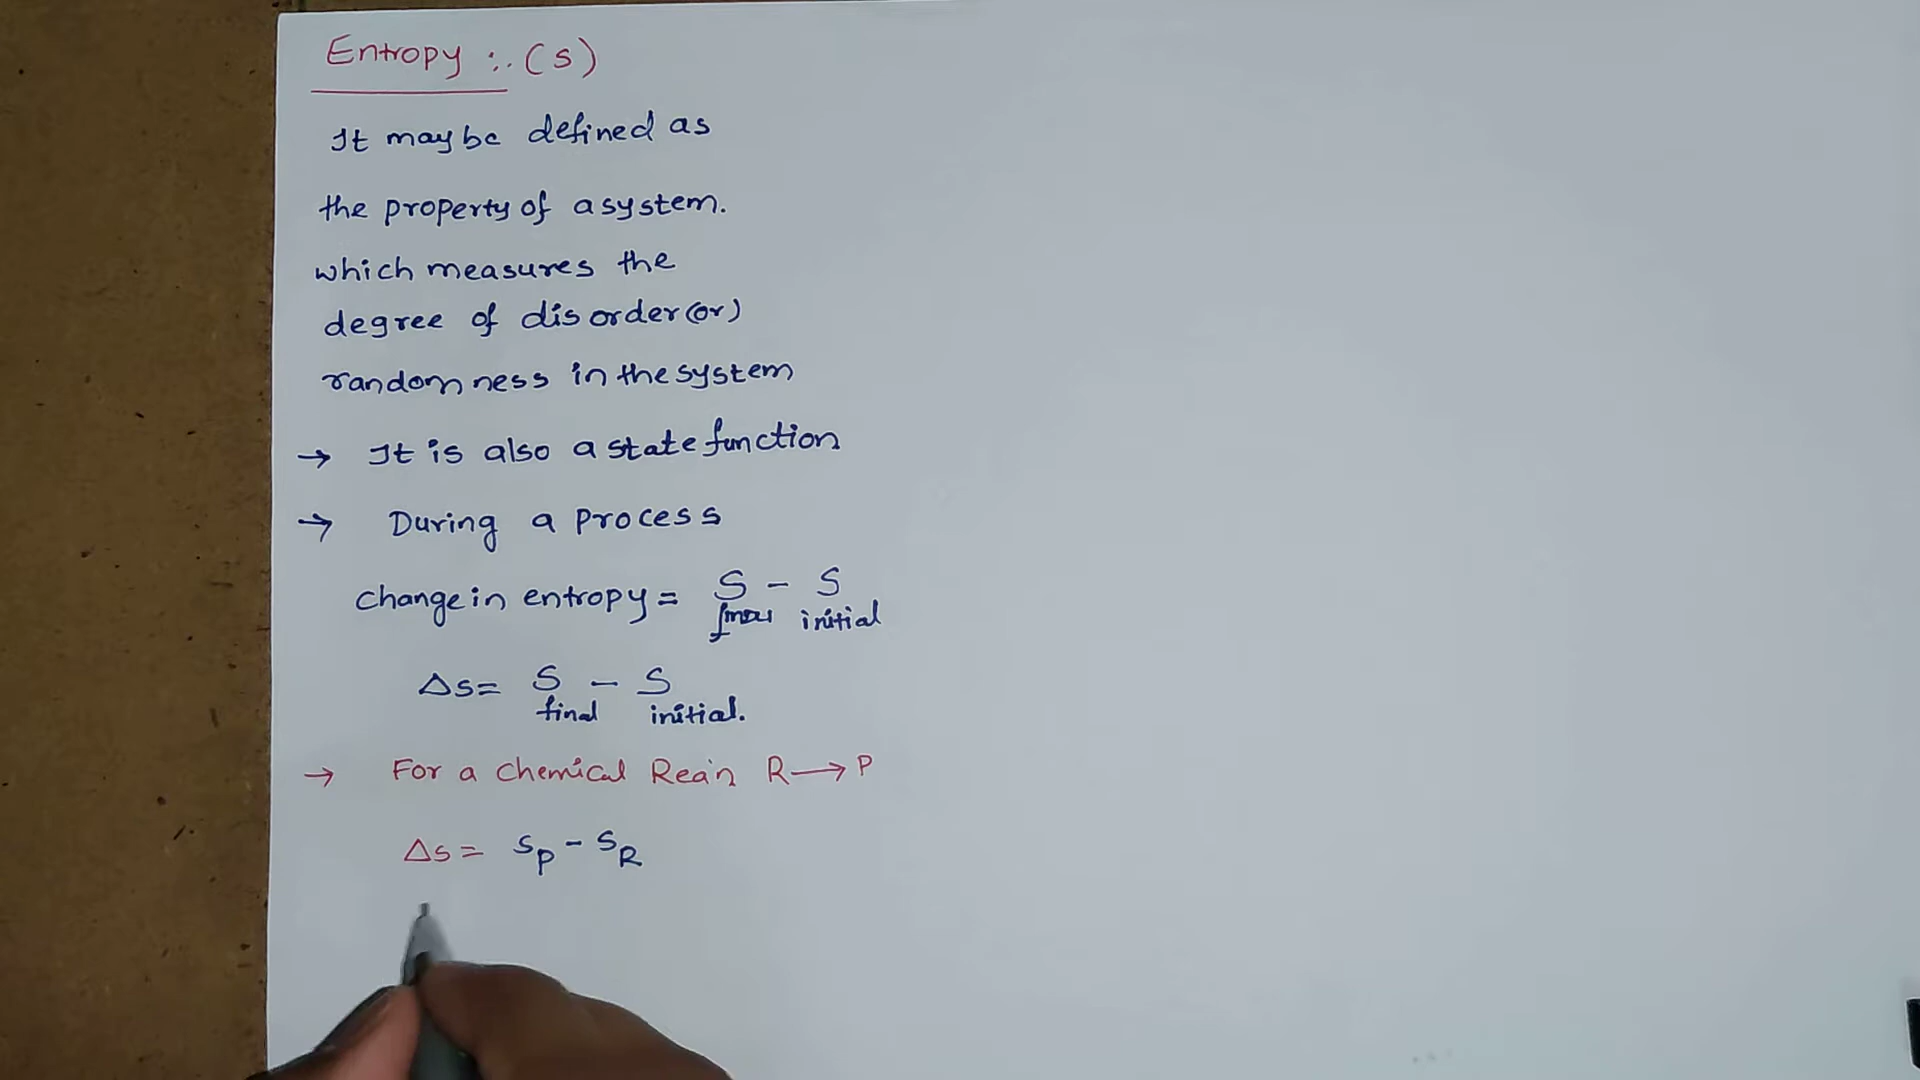 Entropy :. (S)
It may be defined as
the property of a system.
which measures the
degree of disorder (or)
randomness in the system
→ It is also a state function
→ During a process
Change in entropy = S final - S initial
ΔS = S final - S initial.
→ For a Chemical Rea'n R → P
ΔS = SP - SR